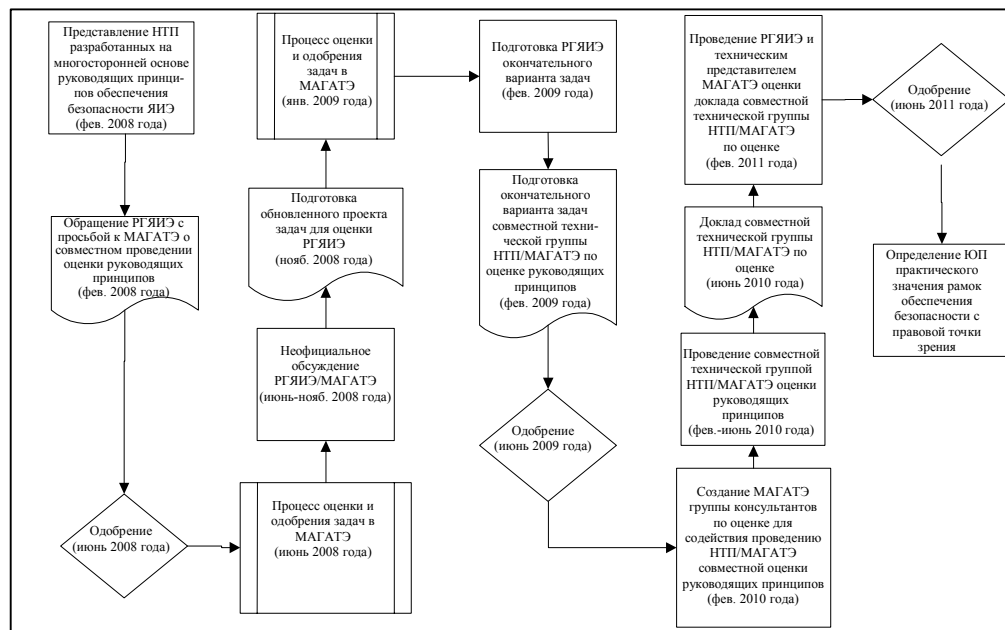 Представление НТП
разработанных на
многосторонней основе
руководящих принци-
пов обеспечения
безопасности ЯИЭ
(фев. 2008 года)
Обращение РГЯИЭ с
просьбой к МАГАТЭ о
совместном проведении
оценки руководящих
принципов
(фев. 2008 года)
Одобрение
(июнь 2008 года)
Процесс оценки и
одобрения задач в
МАГАТЭ
(июнь 2008 года)
Неофициальное
обсуждение
РГЯИЭ/МАГАТЭ
(июнь-нояб. 2008 года)
Подготовка
обновленного проекта
задач для оценки
РГЯИЭ
(нояб. 2008 года)
Процесс оценки
и одобрения
задач в
МАГАТЭ
(янв. 2009 года)
Подготовка РГЯИЭ
окончательного
варианта задач
(фев. 2009 года)
Подготовка
окончательного
варианта задач
совместной техни-
ческой группы
НТП/МАГАТЭ по
оценке руководящих
принципов
(фев. 2009 года)
Одобрение
(июнь 2009 года)
Создание МАГАТЭ
группы консультантов
по оценке для
содействия проведению
НТП/МАГАТЭ
совместной оценки
руководящих принципов
(фев. 2010 года)
Проведение совместной
технической группой
НТП/МАГАТЭ оценки
руководящих
принципов
(фев.-июнь 2010 года)
Доклад совместной
технической группы
НТП/МАГАТЭ по
оценке
(июнь 2010 года)
Проведение РГЯИЭ и
техническим
представителем
МАГАТЭ оценки
доклада совместной
технической группы
НТП/МАГАТЭ
по оценке
(фев. 2011 года)
Одобрение
(июнь 2011 года)
Определение ЮП
практического
значения рамок
обеспечения
безопасности с
правовой точки
зрения